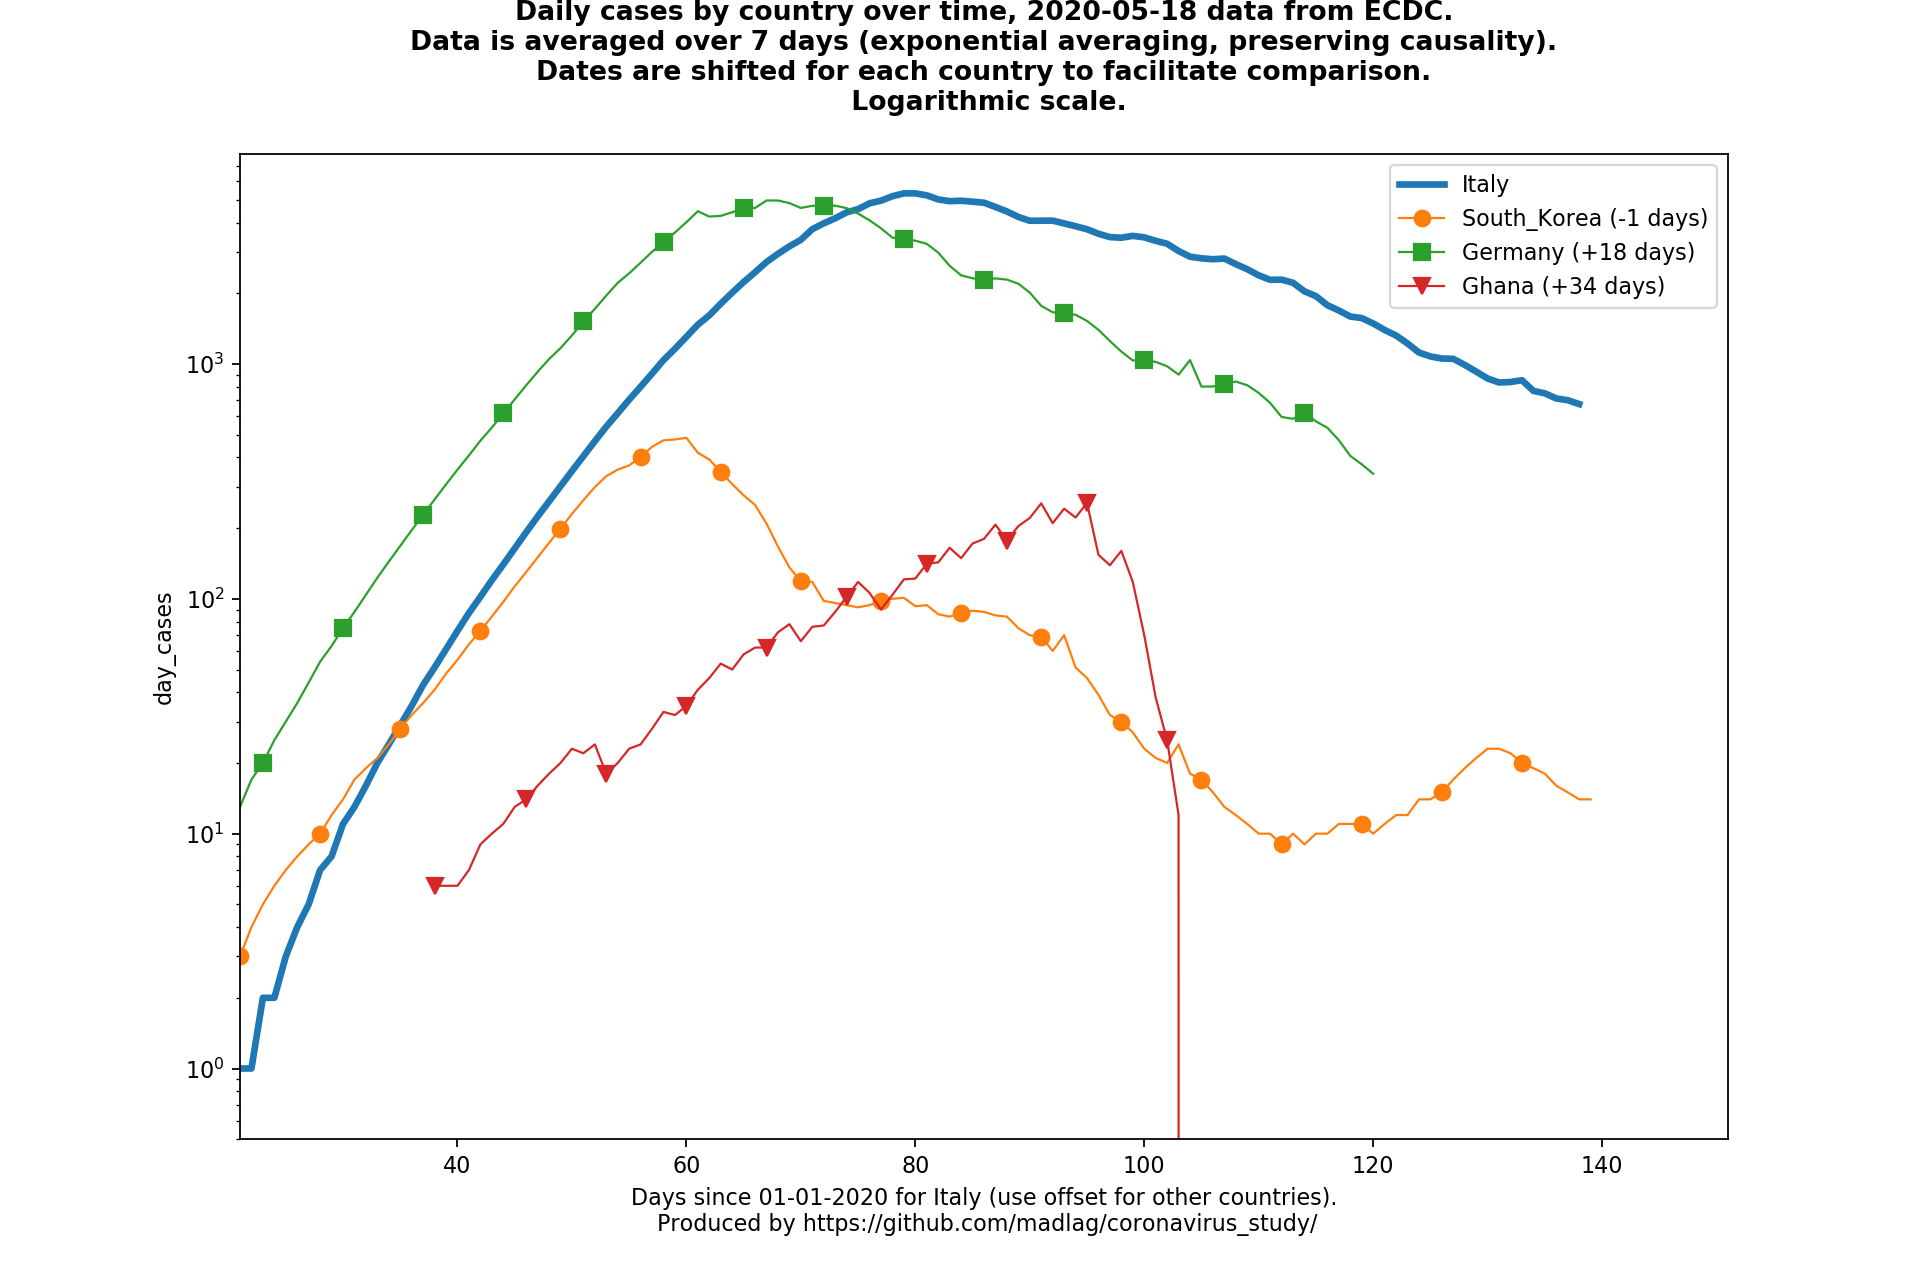 Daily cases by country over time, 2020-05-18 data from ECDC.
Data is averaged over 7 days (exponential averaging, preserving causality).
Dates are shifted for each country to facilitate comparison.
Logarithmic scale.
Italy
South_Korea (-1 days)
Germany (+18 days)
Ghana (+34 days)
10³
10²
10¹
10⁰
day_cases
40 60 80 100 120 140
Days since 01-01-2020 for Italy (use offset for other countries).
Produced by https://github.com/madlag/coronavirus_study/